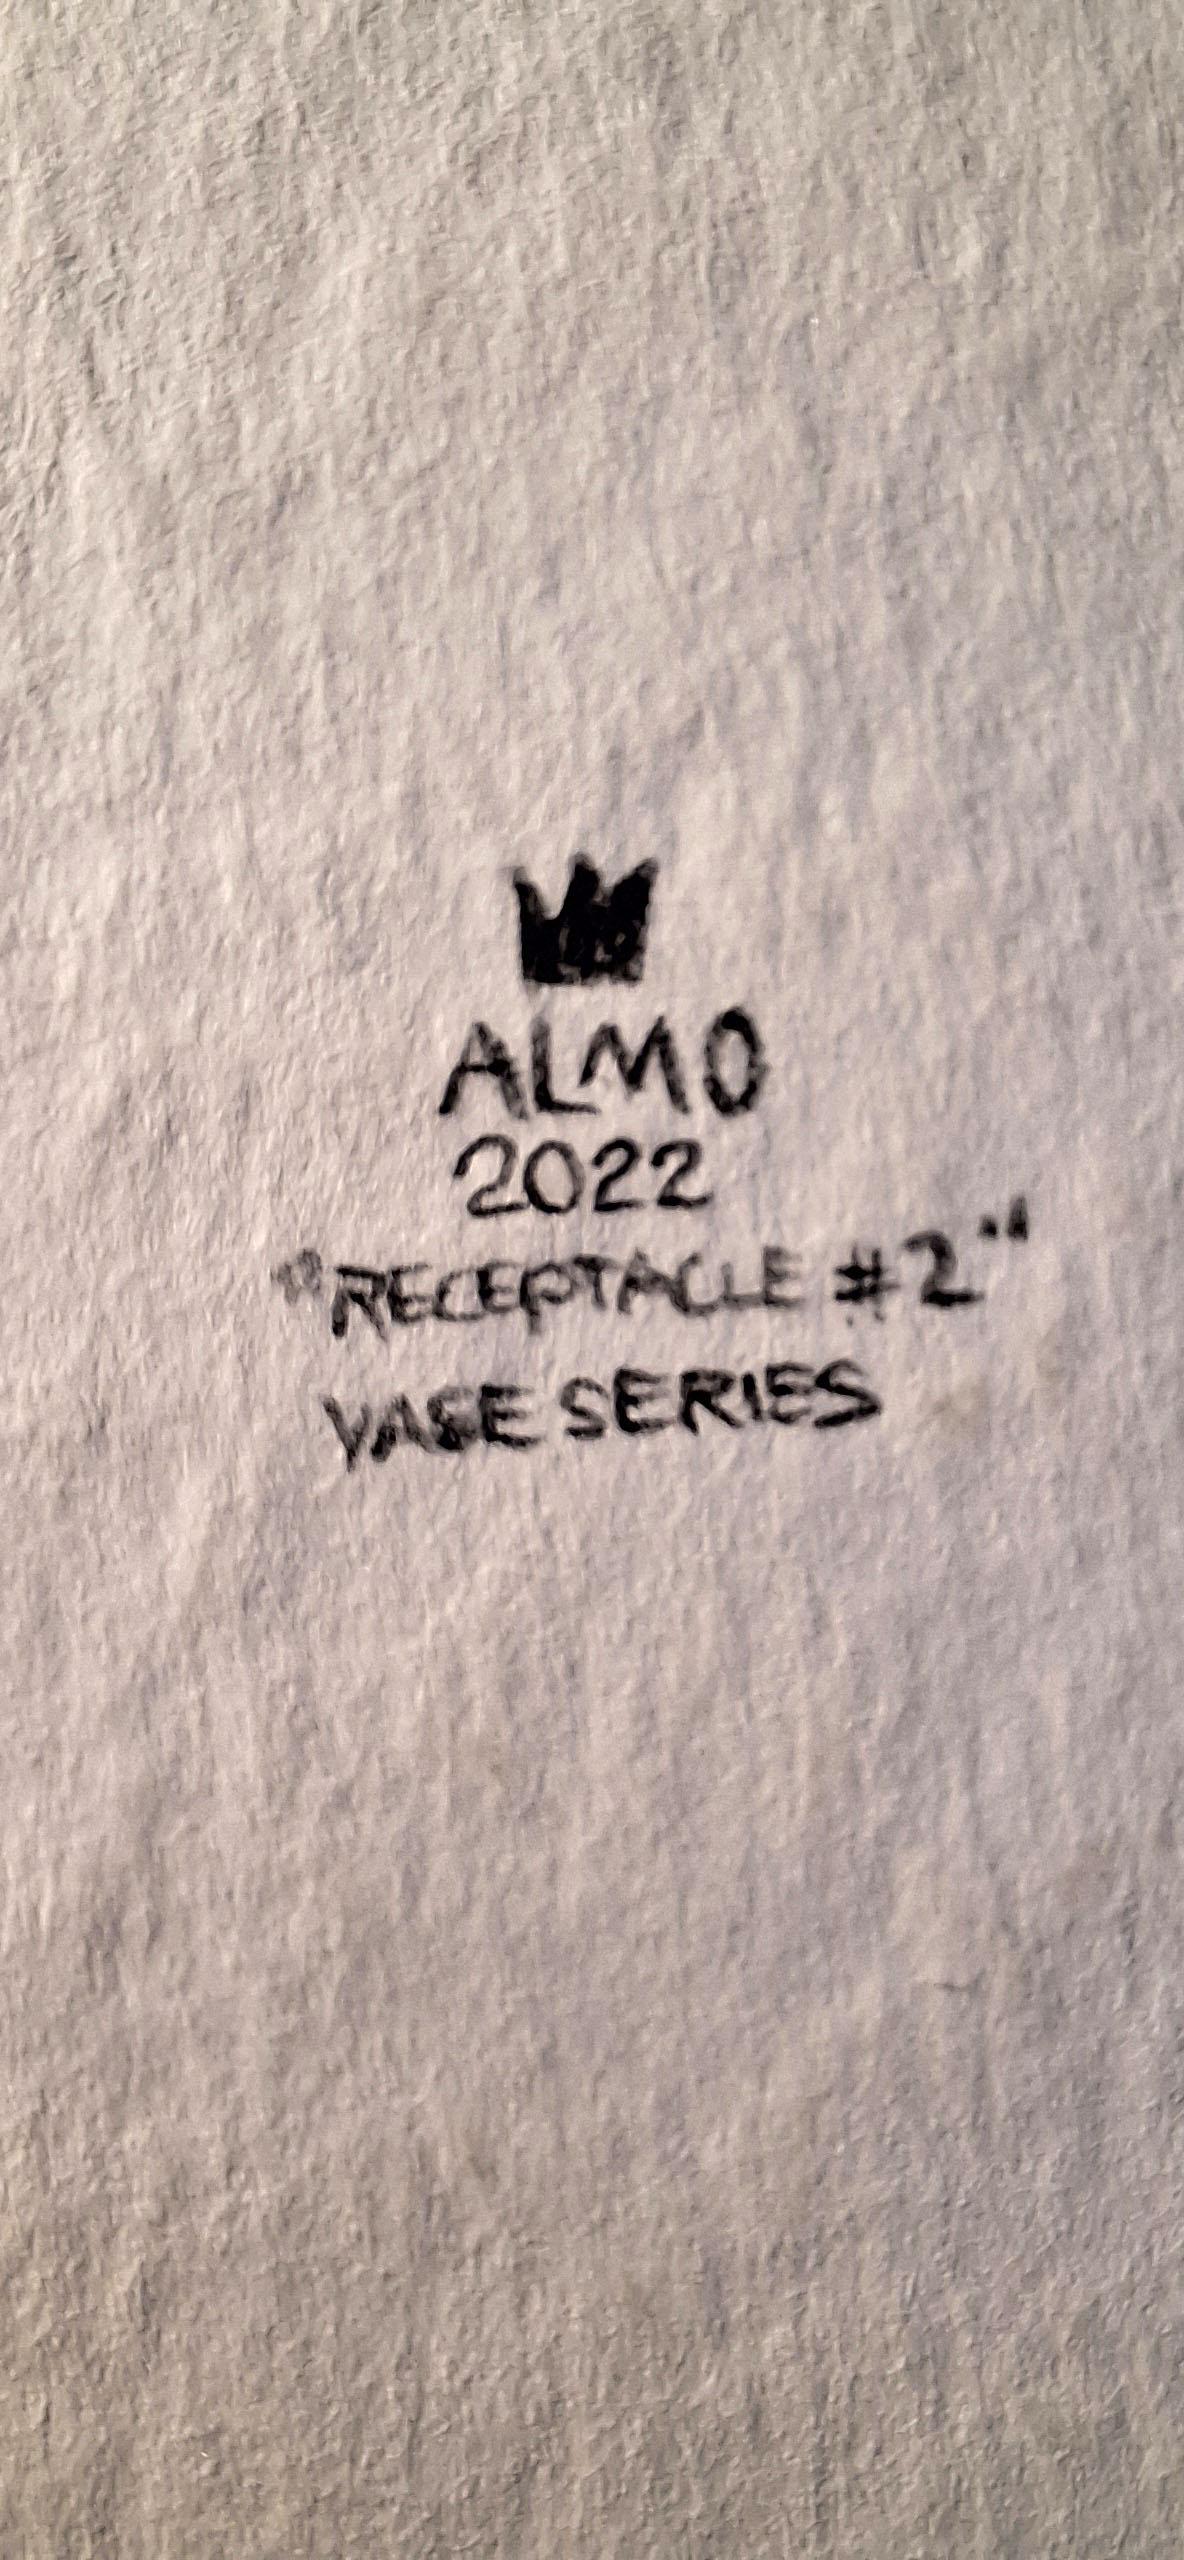 ALMO
2022
"RECEPTACLE #2"
VASE SERIES